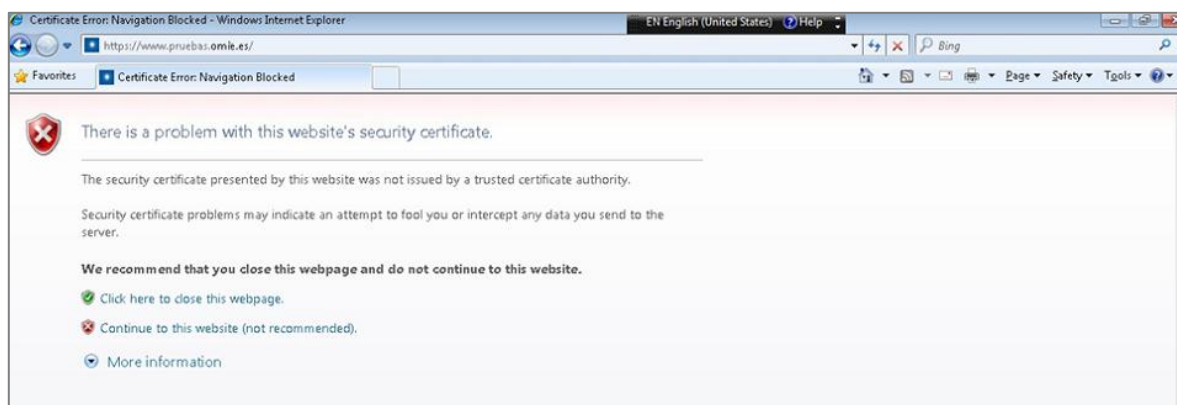 Certificate Error: Navigation Blocked - Windows Internet Explorer
EN English (United States) Help
https://www.pruebas.omie.es/
Bing
Favorites
Certificate Error: Navigation Blocked
Page Safety Tools
There is a problem with this website's security certificate.
The security certificate presented by this website was not issued by a trusted certificate authority.
Security certificate problems may indicate an attempt to fool you or intercept any data you send to the
server.
We recommend that you close this webpage and do not continue to this website.
Click here to close this webpage.
Continue to this website (not recommended).
More information